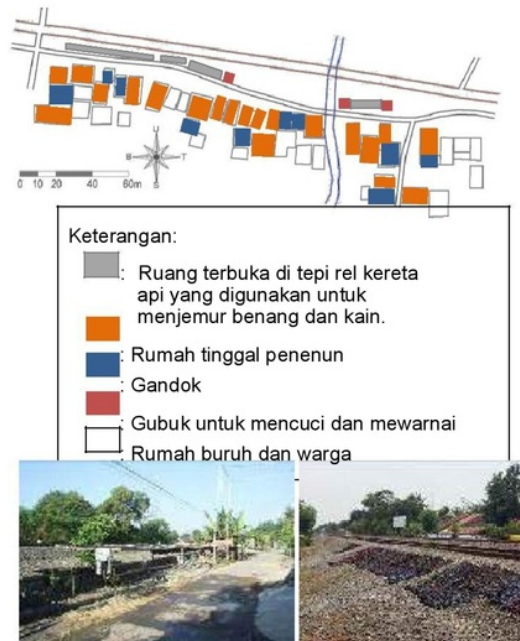 U
B T
S
0 10 20 40 60m
Keterangan:
: Ruang terbuka di tepi rel kereta
api yang digunakan untuk
menjemur benang dan kain.
: Rumah tinggal penenun
: Gandok
: Gubuk untuk mencuci dan mewarnai
: Rumah buruh dan warga